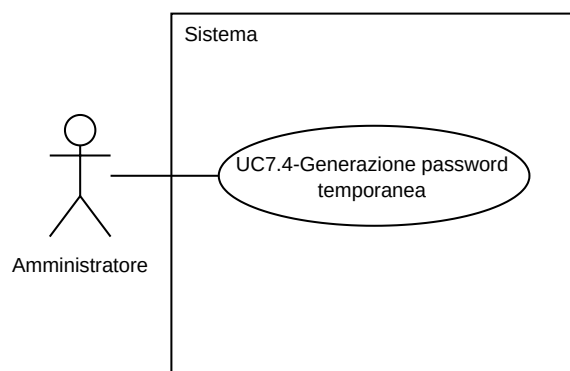 Sistema
UC7.4-Generazione password
temporanea
Amministratore